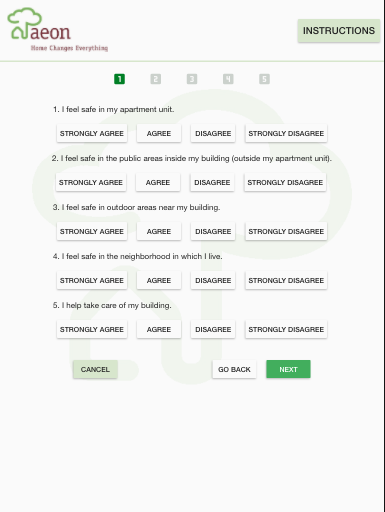 aeon
Home Changes Everything
INSTRUCTIONS
1 2 3 4 5
1. I feel safe in my apartment unit.
STRONGLY AGREE AGREE DISAGREE STRONGLY DISAGREE
2. I feel safe in the public areas inside my building (outside my apartment unit).
STRONGLY AGREE AGREE DISAGREE STRONGLY DISAGREE
3. I feel safe in outdoor areas near my building.
STRONGLY AGREE AGREE DISAGREE STRONGLY DISAGREE
4. I feel safe in the neighborhood in which I live.
STRONGLY AGREE AGREE DISAGREE STRONGLY DISAGREE
5. I help take care of my building.
STRONGLY AGREE AGREE DISAGREE STRONGLY DISAGREE
CANCEL GO BACK NEXT